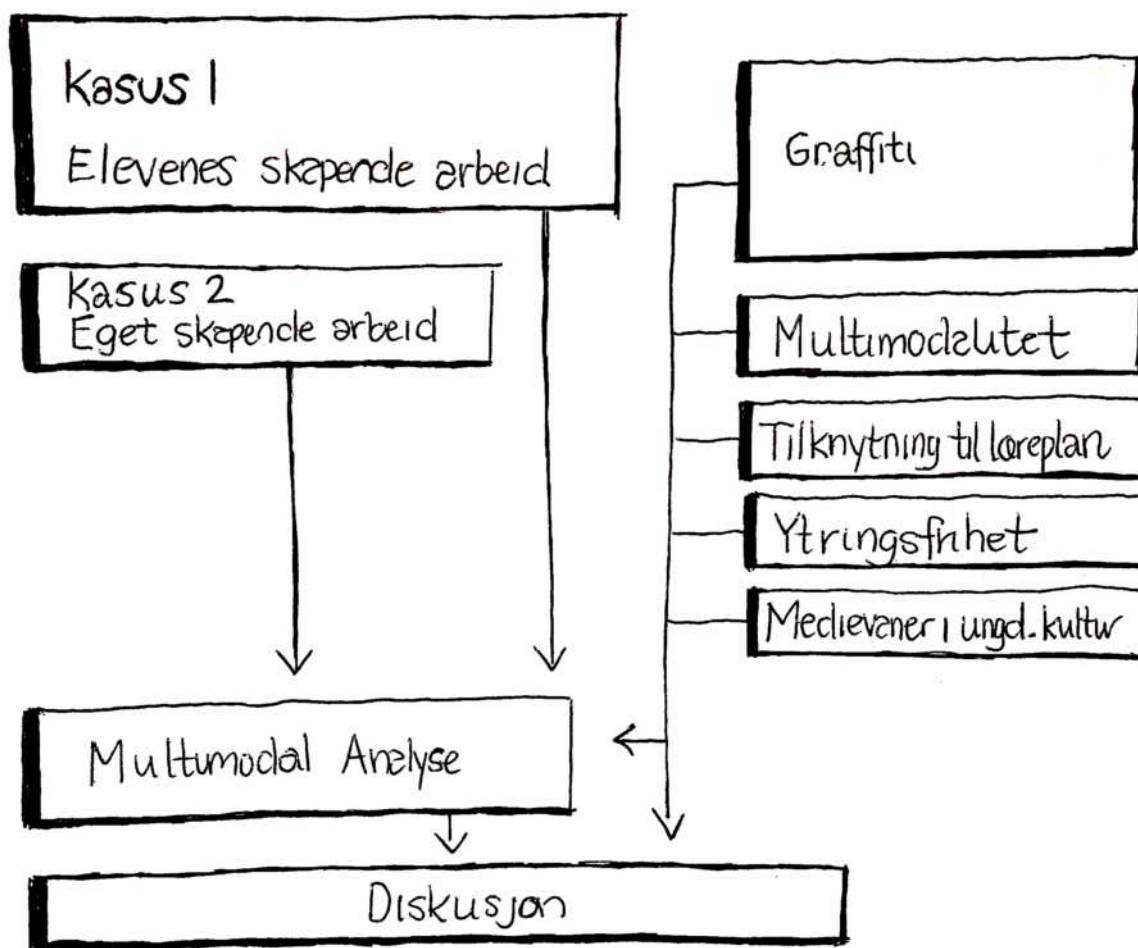 Kasus 1
Elevenes skapende arbeid
Kasus 2
Eget skapende arbeid
Multimodal Analyse
Diskusjon
Graffiti
Multimodalitet
Tilknytning til læreplan
Ytringsfrihet
Medievaner i ungd.kultur